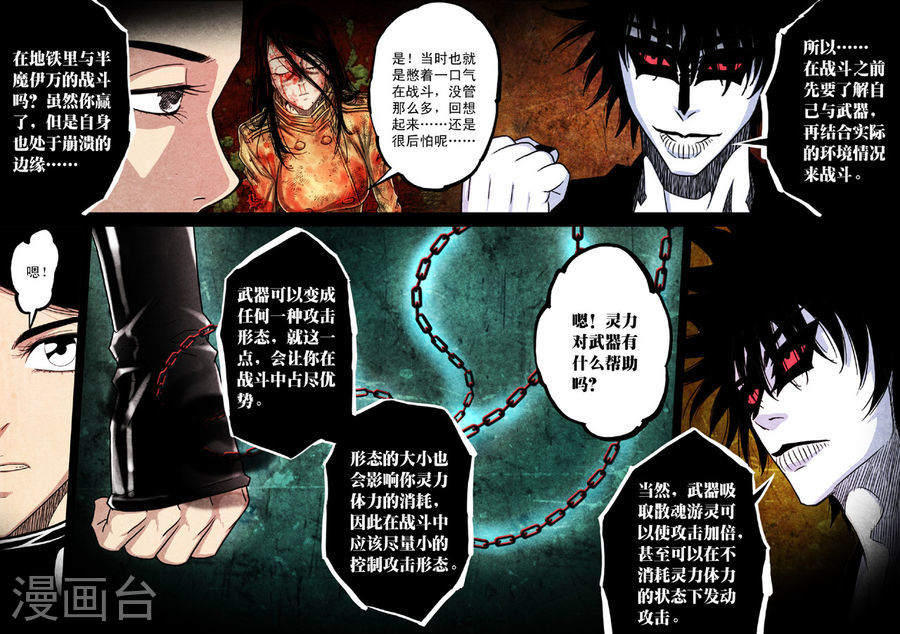 在地铁里与半
魔伊万的战斗
吗？虽然你赢
了，但是自身
也处于崩溃的
边缘……
是！当时也就
是憋着一口气
在战斗，没管
那么多，回想
起来……还是
很后怕呢……
所以……
在战斗之前
先要了解自
己与武器，
再结合实际
的环境情况
来战斗。
嗯！
武器可以变成
任何一种攻击
形态，就这一
点，会让你在
战斗中占尽优
势。
形态的大小也
会影响你灵力
体力的消耗，
因此在战斗中
应该尽量小的
控制攻击形态。
嗯！灵力
对武器有
什么帮助
吗？
当然，武器吸
取散魂游灵可
以使攻击加倍，
甚至可以在不
消耗灵力体力
的状态下发动
攻击。
漫画台